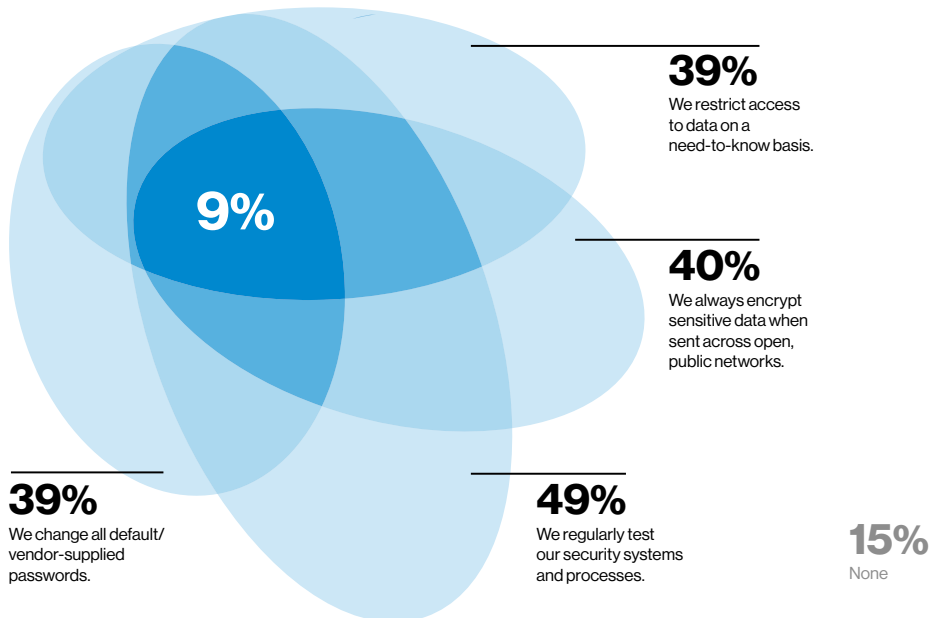 39%
We restrict access
to data on a
need-to-know basis.
9%
40%
We always encrypt
sensitive data when
sent across open,
public networks.
39%
We change all default/
vendor-supplied
passwords.
49%
We regularly test
our security systems
and processes.
15%
None